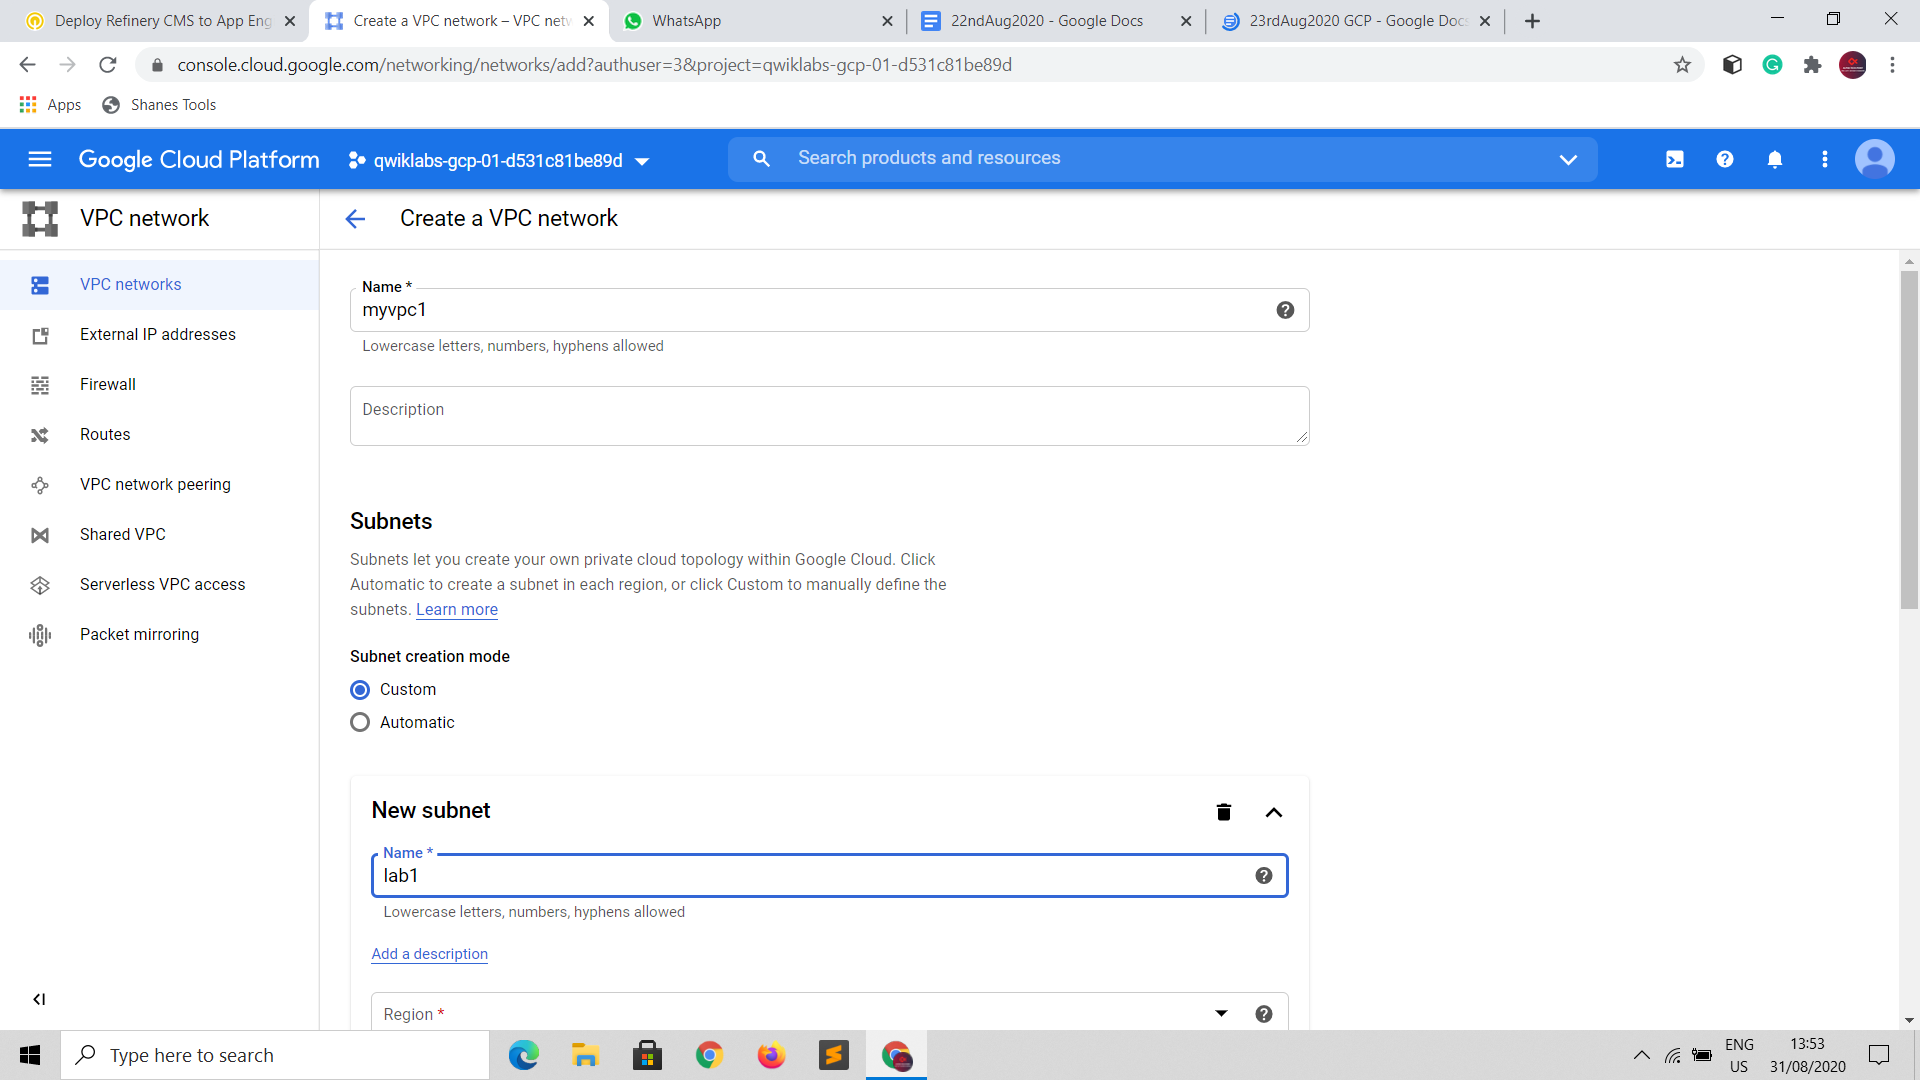 Deploy Refinery CMS to App Eng
Create a VPC network – VPC netw
WhatsApp
22ndAug2020 - Google Docs
23rdAug2020 GCP - Google Docs
console.cloud.google.com/networking/networks/add?authuser=3&project=qwiklabs-gcp-01-d531c81be89d
Apps
Shanes Tools
Google Cloud Platform
qwiklabs-gcp-01-d531c81be89d
Search products and resources
VPC network
Create a VPC network
VPC networks
External IP addresses
Firewall
Routes
VPC network peering
Shared VPC
Serverless VPC access
Packet mirroring
Name *
myvpc1
Lowercase letters, numbers, hyphens allowed
Description
Subnets
Subnets let you create your own private cloud topology within Google Cloud. Click
Automatic to create a subnet in each region, or click Custom to manually define the
subnets. Learn more
Subnet creation mode
Custom
Automatic
New subnet
Name *
lab1
Lowercase letters, numbers, hyphens allowed
Add a description
Region *
Type here to search
ENG
US
13:53
31/08/2020